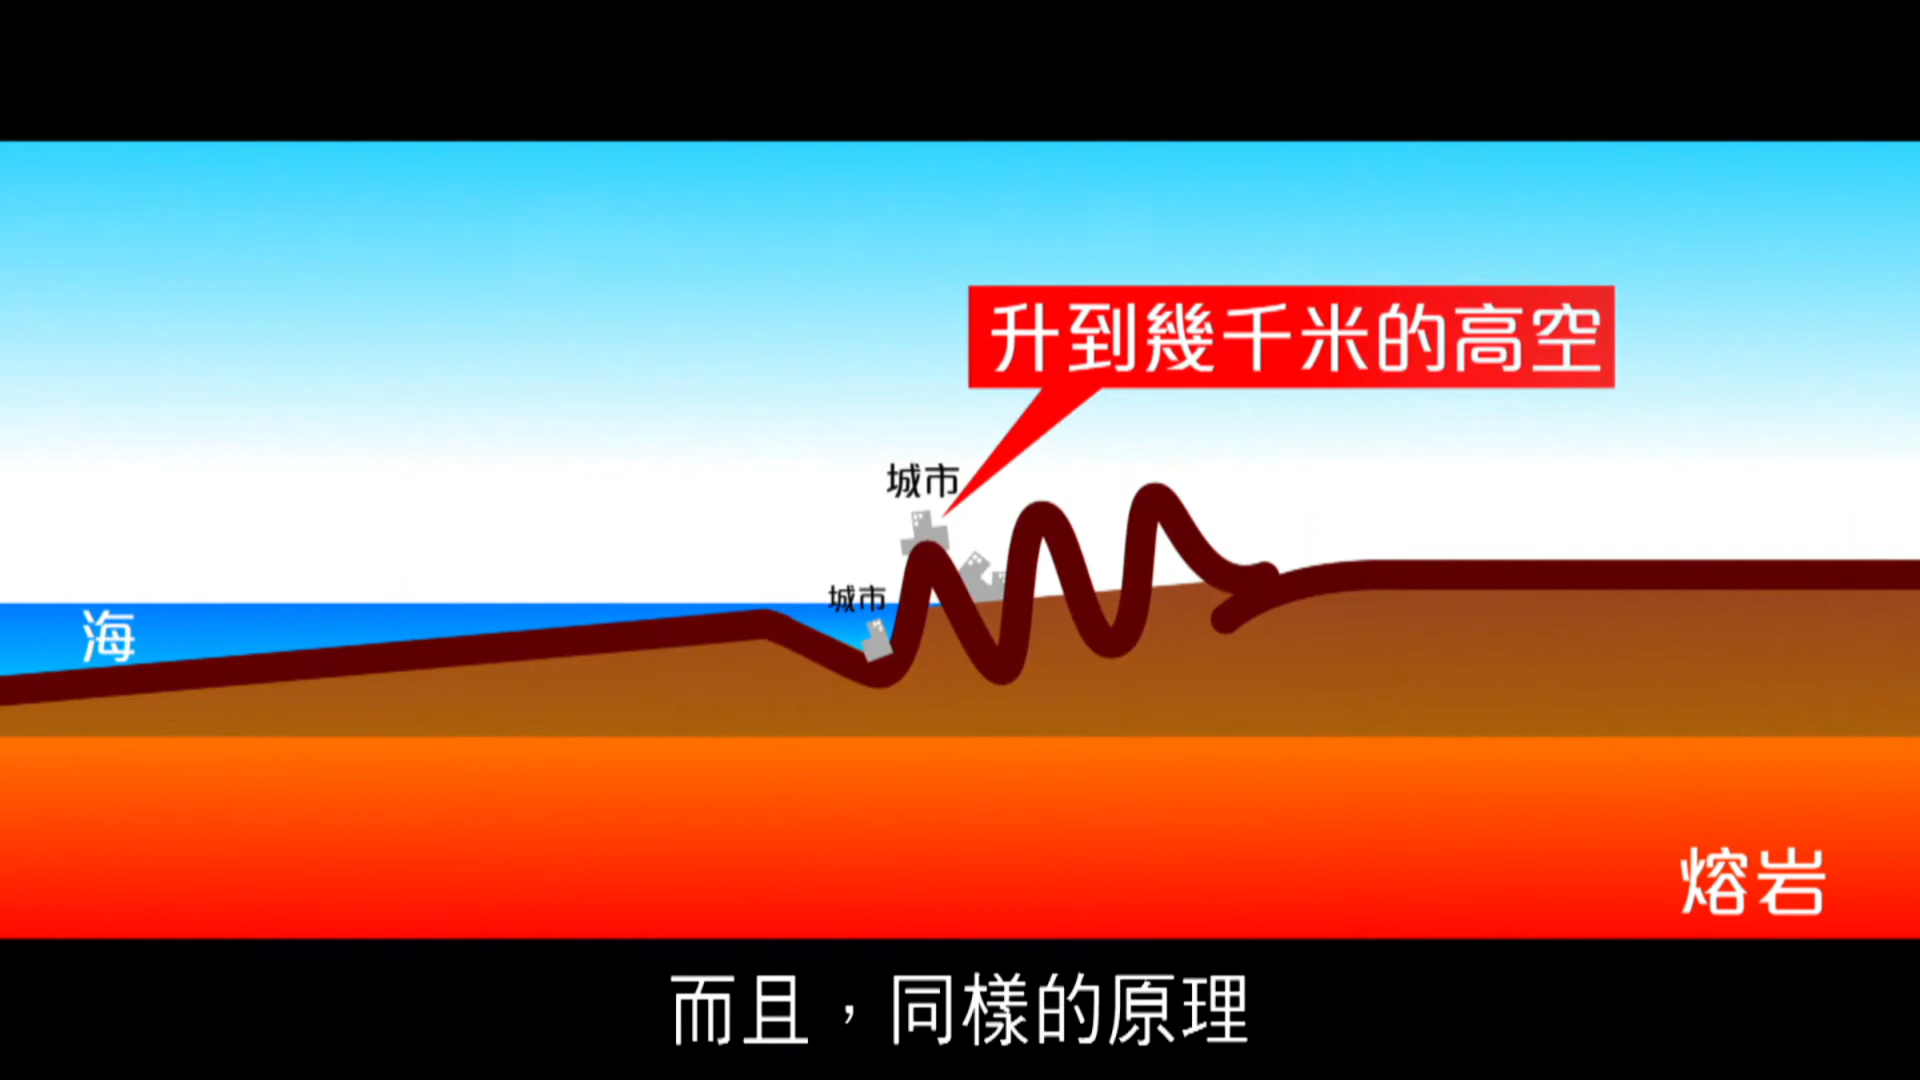 升到幾千米的高空
城市
城市
海
熔岩
而且，同樣的原理